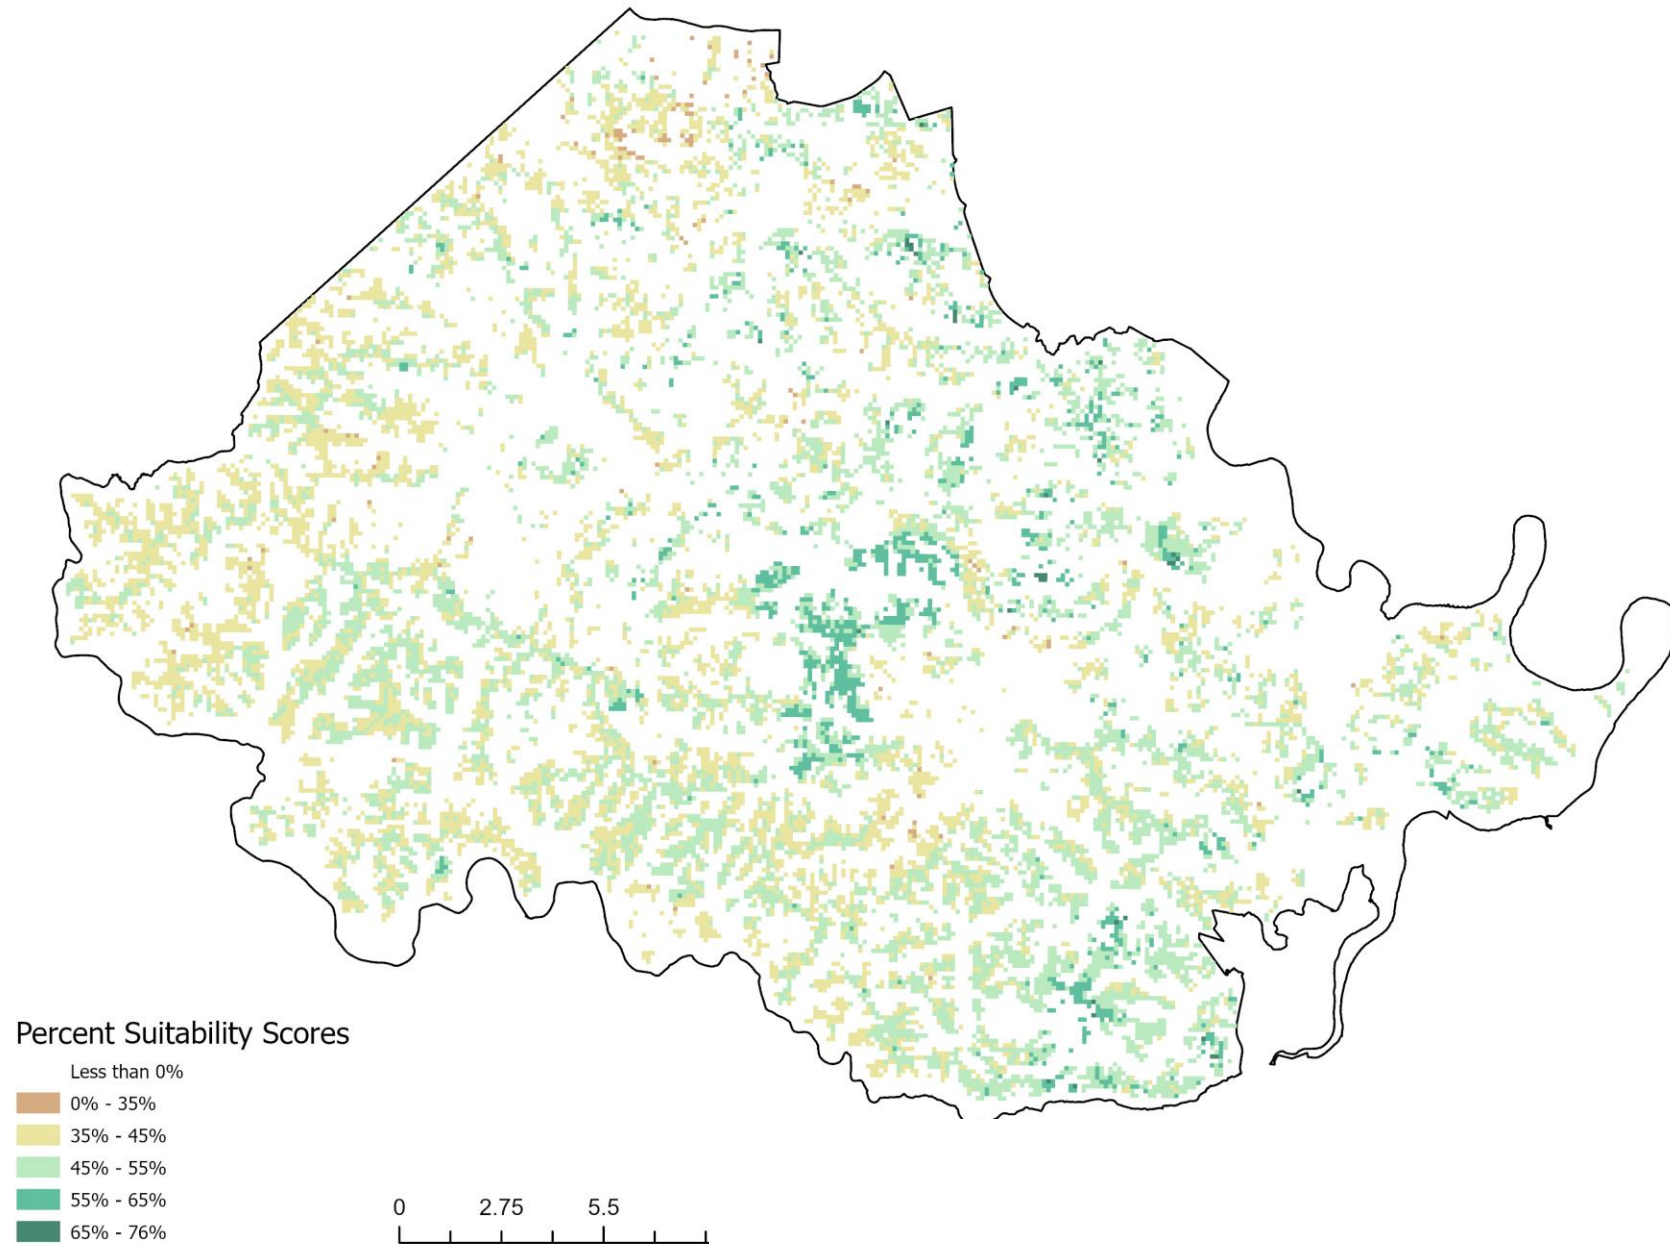 Percent Suitability Scores
Less than 0%
0% - 35%
35% - 45%
45% - 55%
55% - 65%
65% - 76%
0 2.75 5.5